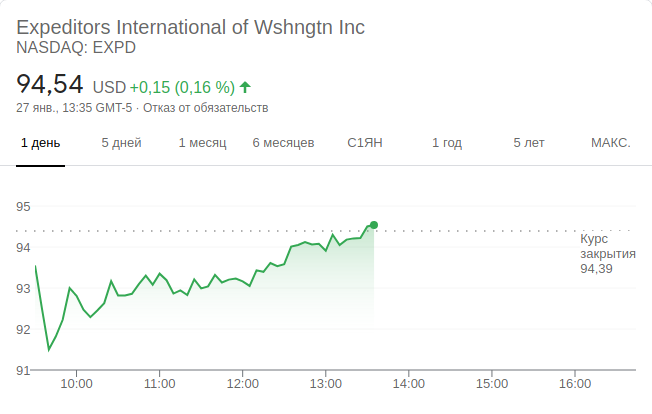 Expeditors International of Wshngtn Inc
NASDAQ: EXPD
94,54 USD +0,15 (0,16 %)
27 янв., 13:35 GMT-5 · Отказ от обязательств
1 день 5 дней 1 месяц 6 месяцев С1ЯН 1 год 5 лет МАКС.
95
94
93
92
91
Курс
закрытия
94,39
10:00 11:00 12:00 13:00 14:00 15:00 16:00